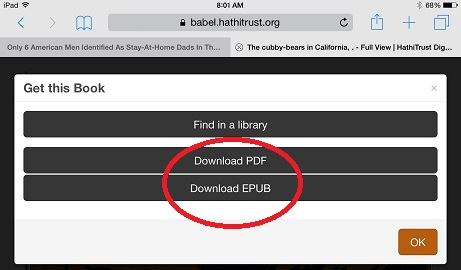 iPad 8:01 AM 68%
babel.hathitrust.org
Only 6 American Men Identified As Stay-At-Home Dads In Th... The cubby-bears in California, . - Full View | HathiTrust Dig...
Get this Book ×
Find in a library
Download PDF
Download EPUB
OK